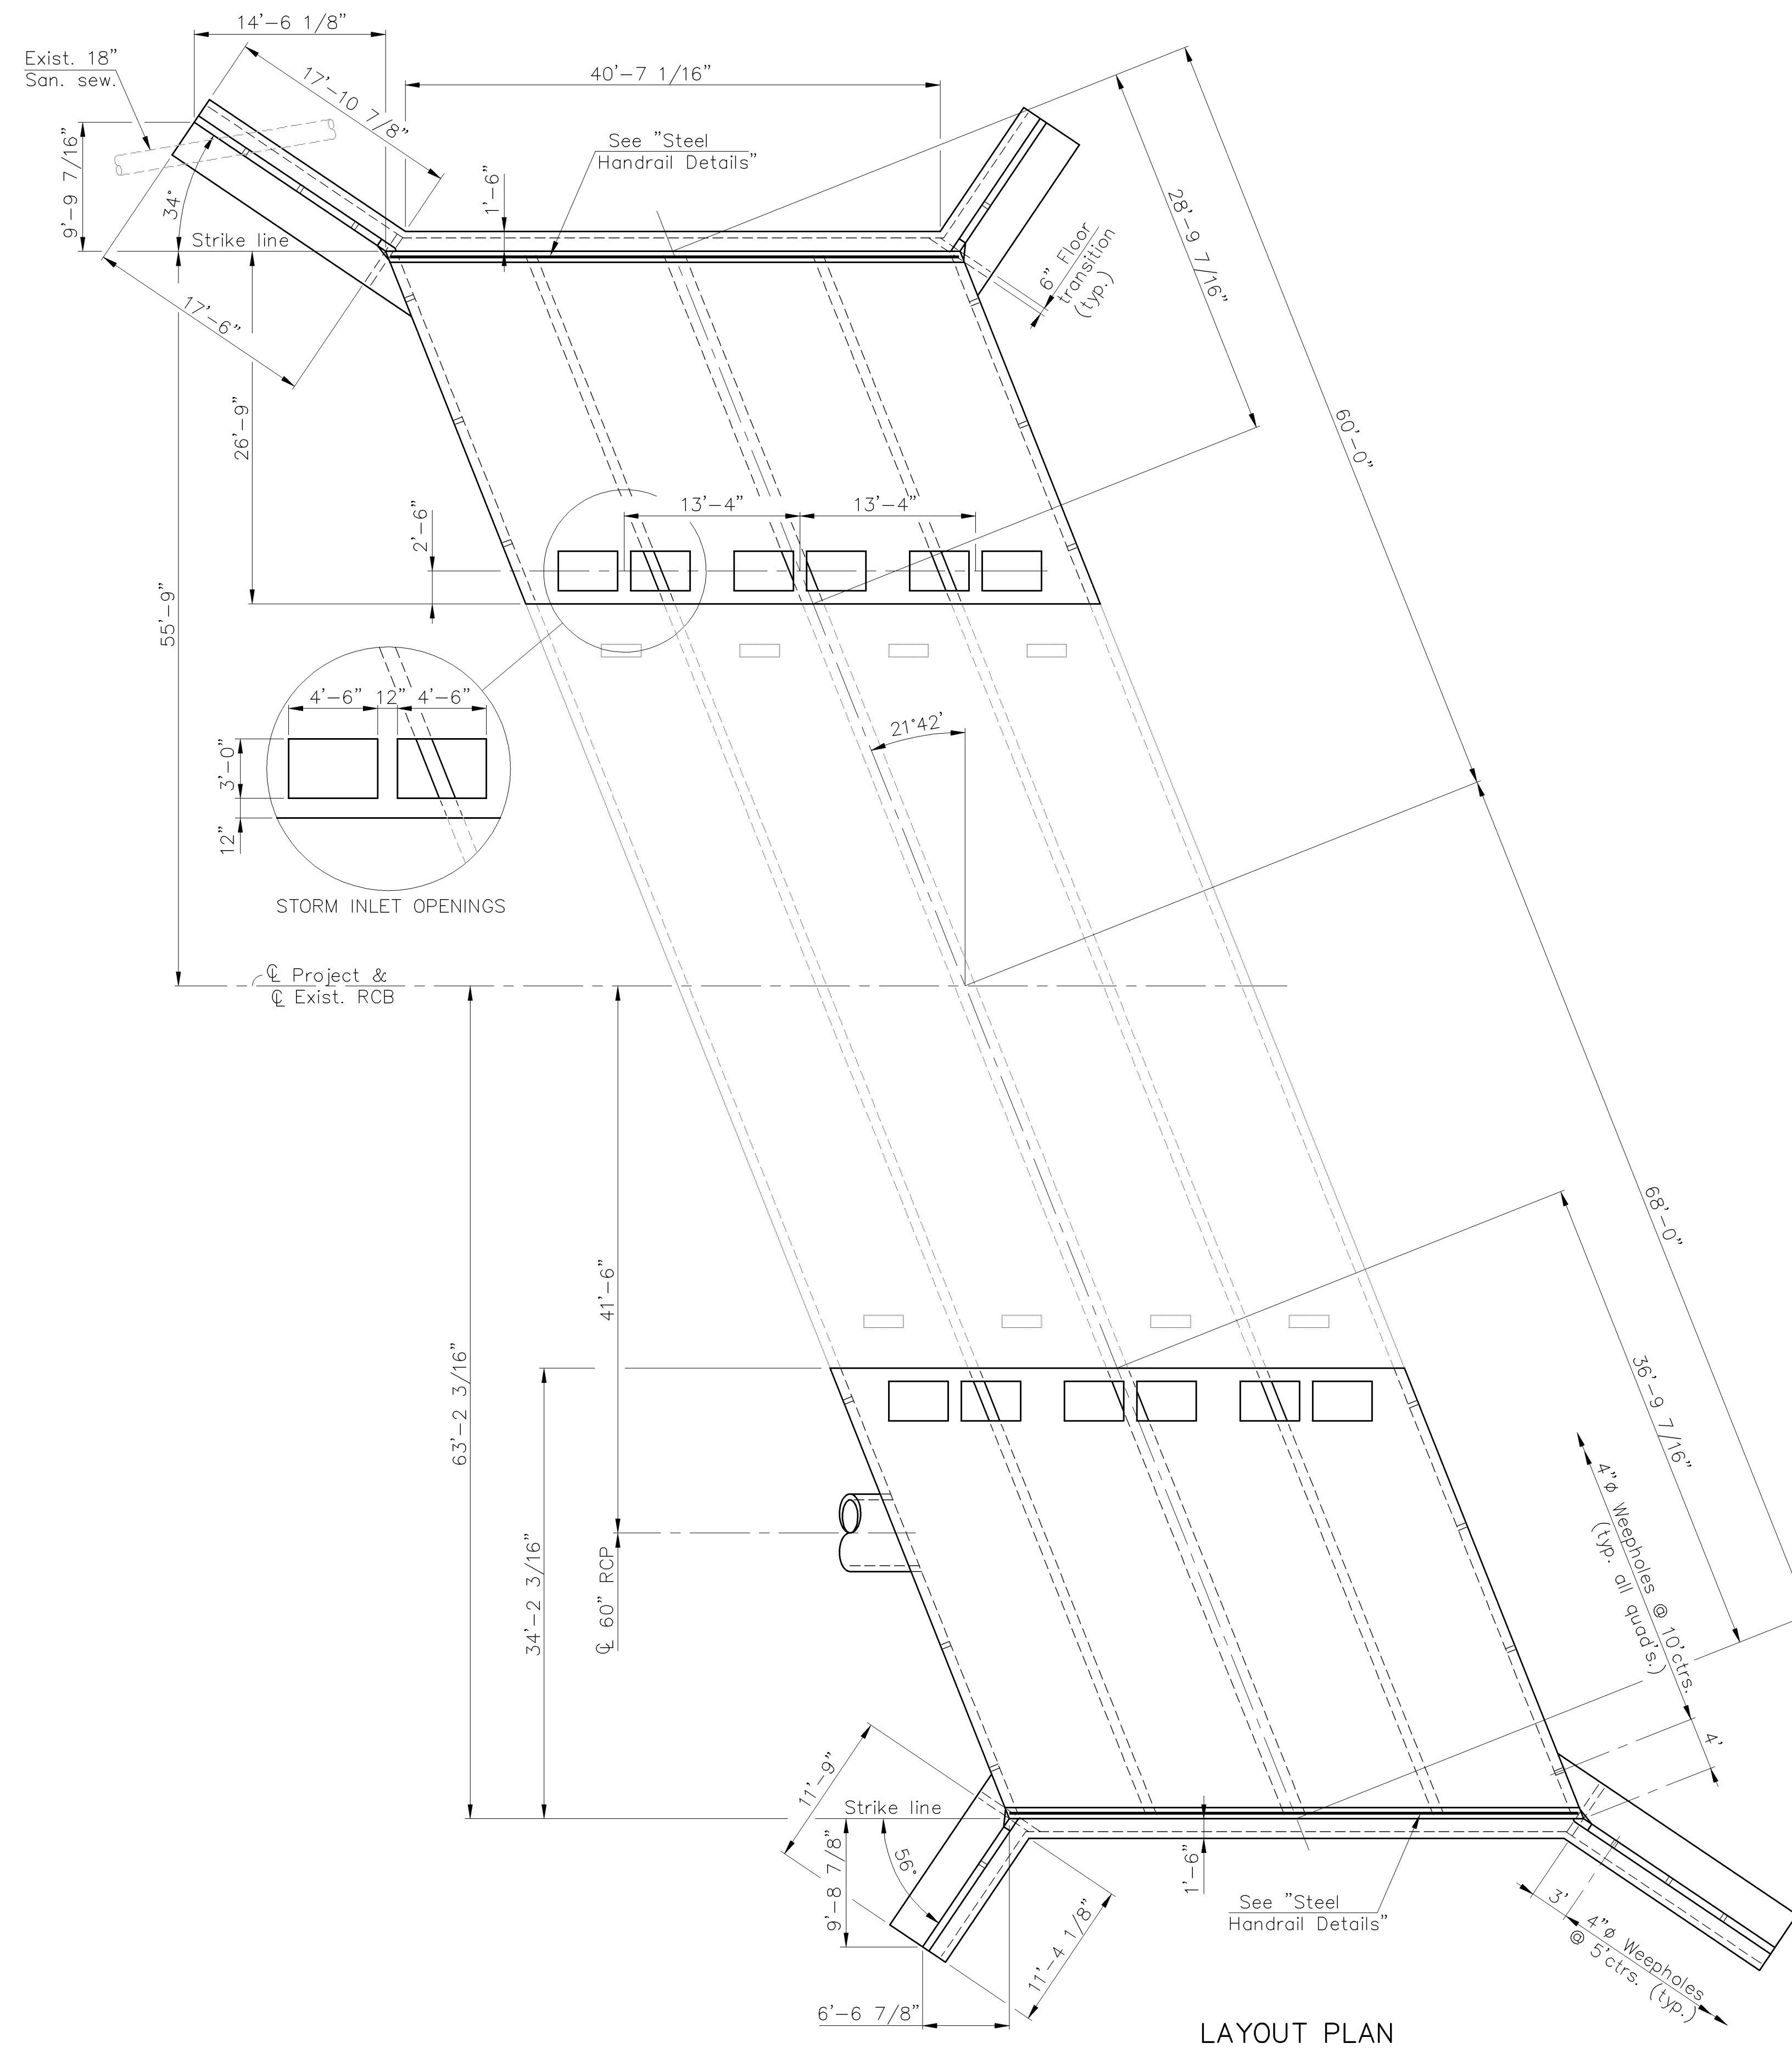 14'-6 1/8"
Exist. 18"
San. sew.
17'-10 7/8"
40'-7 1/16"
See "Steel
Handrail Details"
9'-9 7/16"
34°
1'-6"
Strike line
6" Floor
transition
(typ.)
28'-9 7/16"
17'-6"
26'-9"
60'-0"
2'-6"
13'-4"
13'-4"
55'-9"
4'-6"
12"
4'-6"
3'-0"
12"
STORM INLET OPENINGS
21°42'
℄ Project &
℄ Exist. RCB
68'-0"
41'-6"
63'-2 3/16"
36'-9 7/16"
4"ø Weepholes @ 10'ctrs.
(typ. all quad's.)
34'-2 3/16"
℄ 60" RCP
4'
11'-9"
Strike line
56°
9'-8 7/8"
1'-6"
See "Steel
Handrail Details"
3'
4"ø Weepholes
@ 5'ctrs. (typ.)
11'-4 1/8"
6'-6 7/8"
LAYOUT PLAN